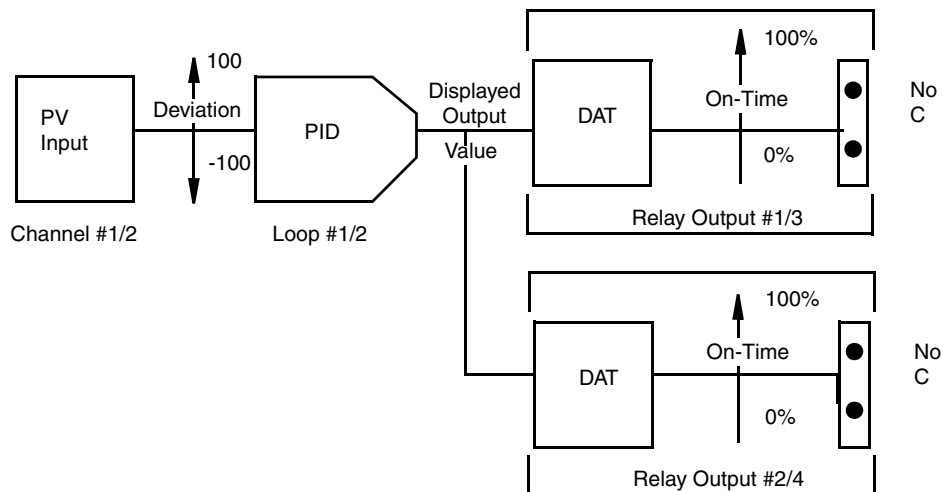 100%
100
No
C
Displayed
Output
On-Time
PV
Input
Deviation
PID
DAT
Value
-100
0%
Relay Output #1/3
Channel #1/2
Loop #1/2
100%
On-Time
No
C
DAT
0%
Relay Output #2/4